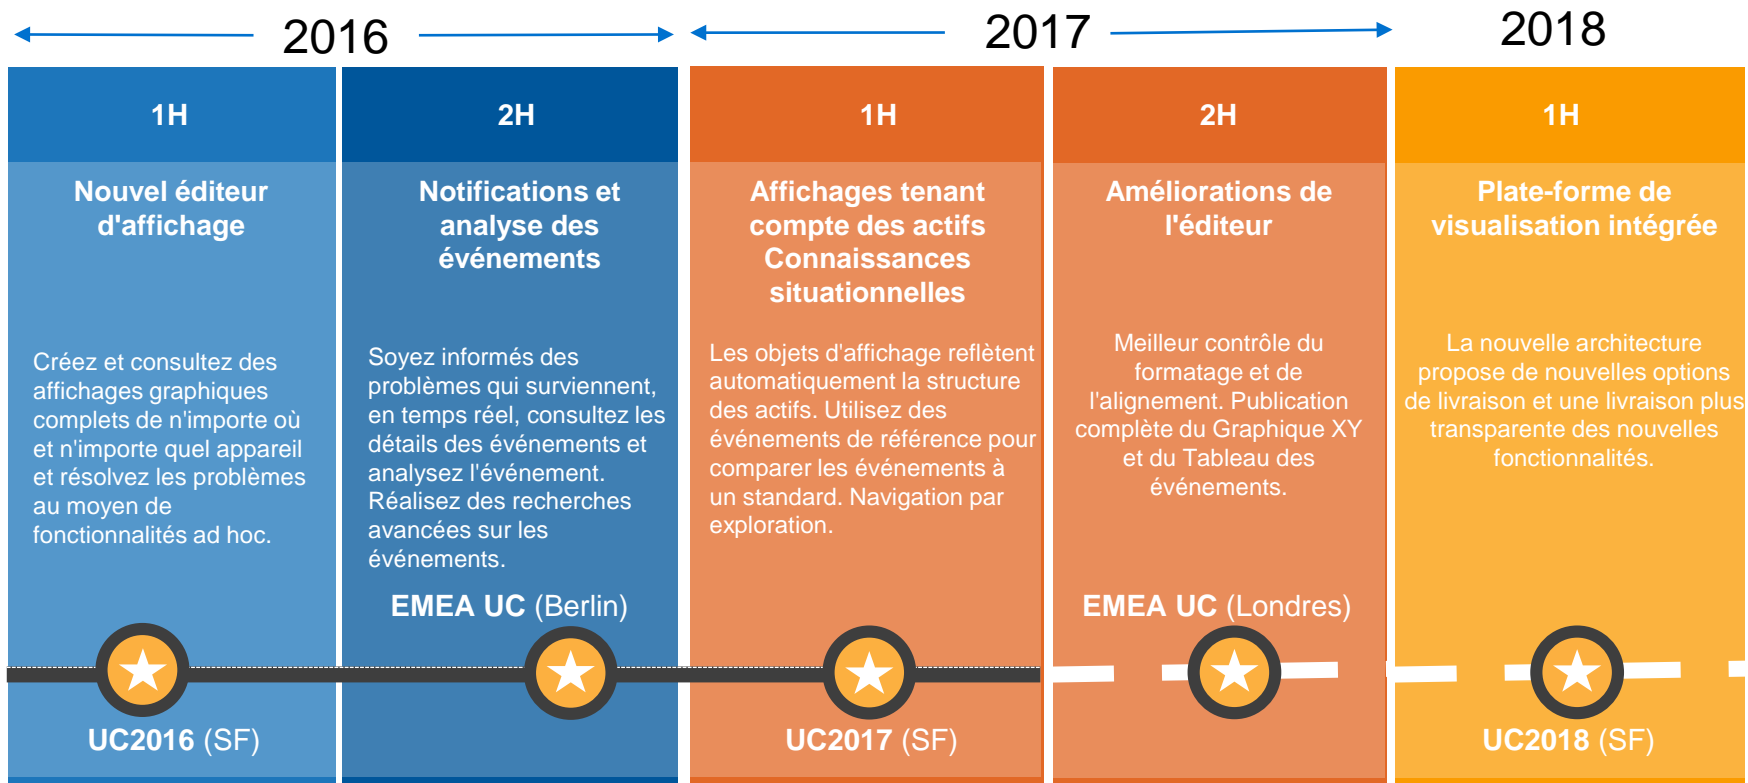 2016
2017
2018
1H
Nouvel éditeur
d'affichage
Créez et consultez des
affichages graphiques
complets de n'importe où
et n'importe quel appareil
et résolvez les problèmes
au moyen de
fonctionnalités ad hoc.
UC2016 (SF)
2H
Notifications et
analyse des
événements
Soyez informés des
problèmes qui surviennent,
en temps réel, consultez les
détails des événements et
analysez l'événement.
Réalisez des recherches
avancées sur les
événements.
EMEA UC (Berlin)
1H
Affichages tenant
compte des actifs
Connaissances
situationnelles
Les objets d'affichage reflètent
automatiquement la structure
des actifs. Utilisez des
événements de référence pour
comparer les événements à
un standard. Navigation par
exploration.
UC2017 (SF)
2H
Améliorations de
l'éditeur
Meilleur contrôle du
formatage et de
l'alignement. Publication
complète du Graphique XY
et du Tableau des
événements.
EMEA UC (Londres)
1H
Plate-forme de
visualisation intégrée
La nouvelle architecture
propose de nouvelles options
de livraison et une livraison plus
transparente des nouvelles
fonctionnalités.
UC2018 (SF)